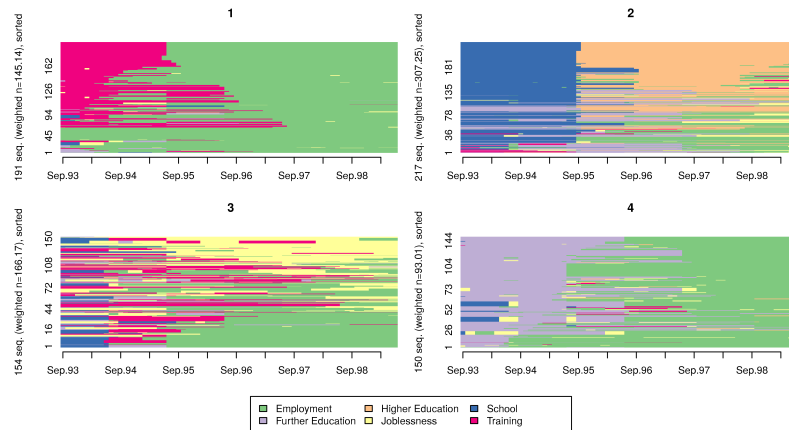 1
191 seq. (weighted n=145.14), sorted
1 45 94 126 162
Sep.93 Sep.94 Sep.95 Sep.96 Sep.97 Sep.98
2
217 seq. (weighted n=307.25), sorted
1 36 78 135 181
Sep.93 Sep.94 Sep.95 Sep.96 Sep.97 Sep.98
3
154 seq. (weighted n=166.17), sorted
1 16 44 72 108 150
Sep.93 Sep.94 Sep.95 Sep.96 Sep.97 Sep.98
4
150 seq. (weighted n=93.01), sorted
1 26 52 73 104 144
Sep.93 Sep.94 Sep.95 Sep.96 Sep.97 Sep.98
Employment Higher Education School
Further Education Joblessness Training